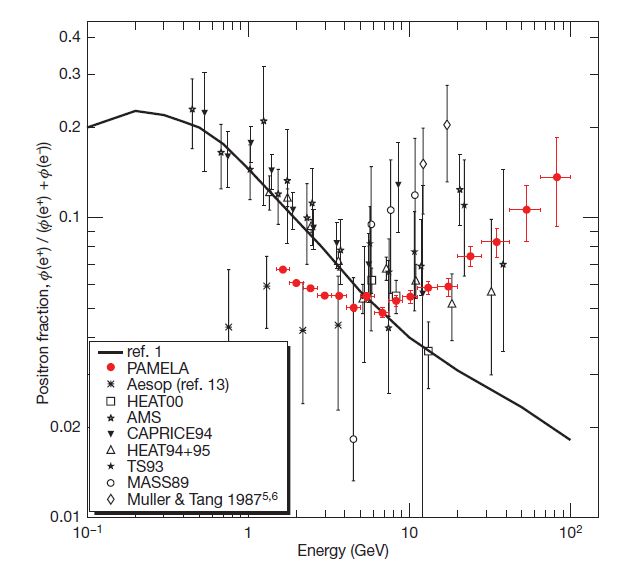 0.4
0.3
0.2
0.1
0.02
0.01
Positron fraction, ϕ(e⁺) / (ϕ(e⁺) + ϕ(e⁻))
ref. 1
PAMELA
Aesop (ref. 13)
HEAT00
AMS
CAPRICE94
HEAT94+95
TS93
MASS89
Muller & Tang 1987⁵,⁶
10⁻¹ 1 10 10²
Energy (GeV)